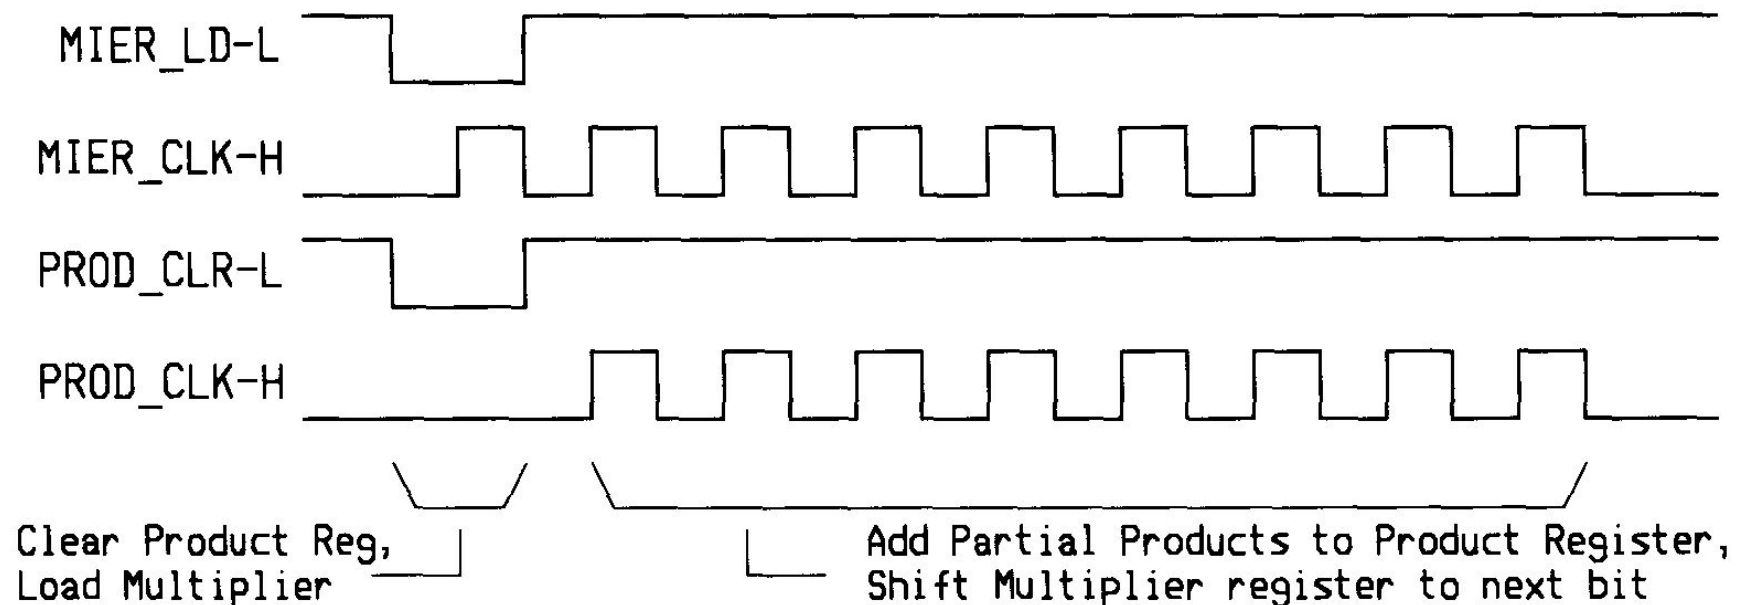 MIER_LD-L
MIER_CLK-H
PROD_CLR-L
PROD_CLK-H
Clear Product Reg,
Load Multiplier
Add Partial Products to Product Register,
Shift Multiplier register to next bit